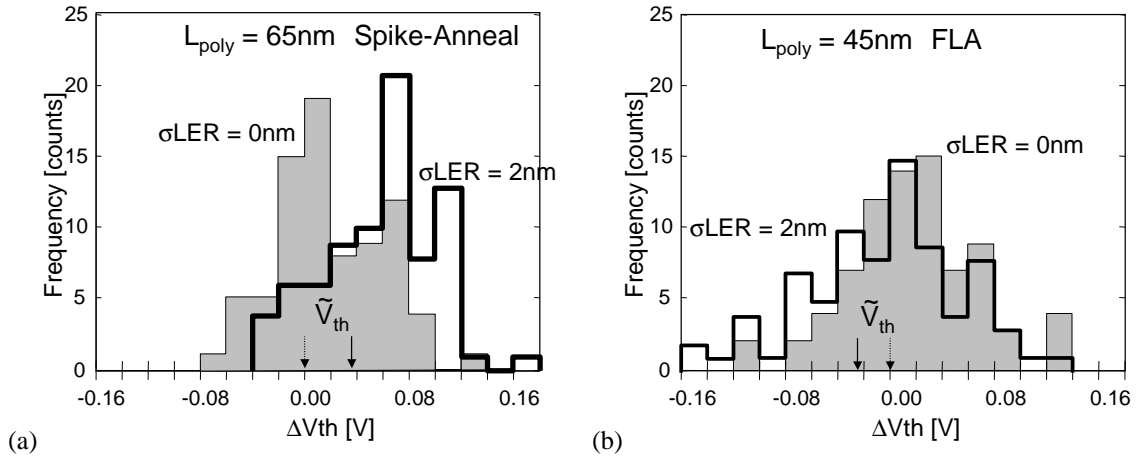 25
20
15
10
5
0
Frequency [counts]
L_poly = 65nm Spike-Anneal
σLER = 0nm
σLER = 2nm
Ṽ_th
-0.16
-0.08
0.00
0.08
0.16
ΔVth [V]
(a)
25
20
15
10
5
0
Frequency [counts]
L_poly = 45nm FLA
σLER = 0nm
σLER = 2nm
Ṽ_th
-0.16
-0.08
0.00
0.08
0.16
ΔVth [V]
(b)